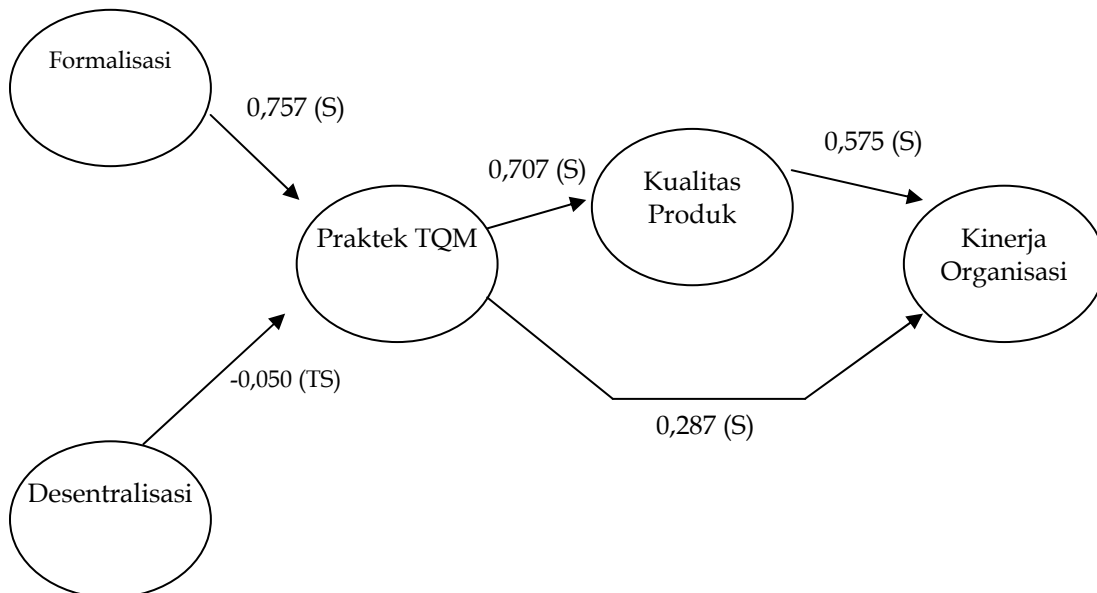 Formalisasi
0,757 (S)
0,707 (S)
0,575 (S)
Kualitas
Produk
Praktek TQM
Kinerja
Organisasi
-0,050 (TS)
0,287 (S)
Desentralisasi